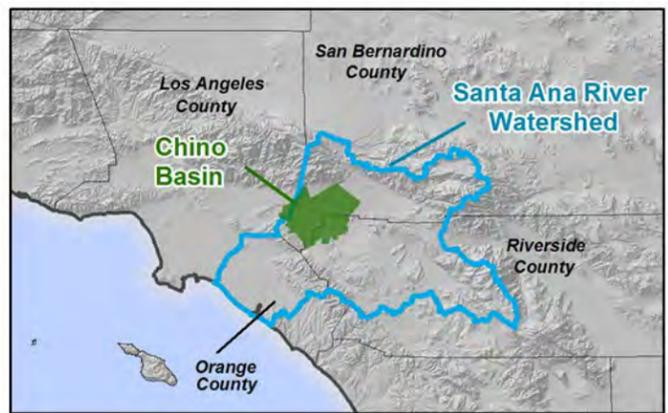 San Bernardino
County
Los Angeles
County
Santa Ana River
Watershed
Chino
Basin
Riverside
County
Orange
County